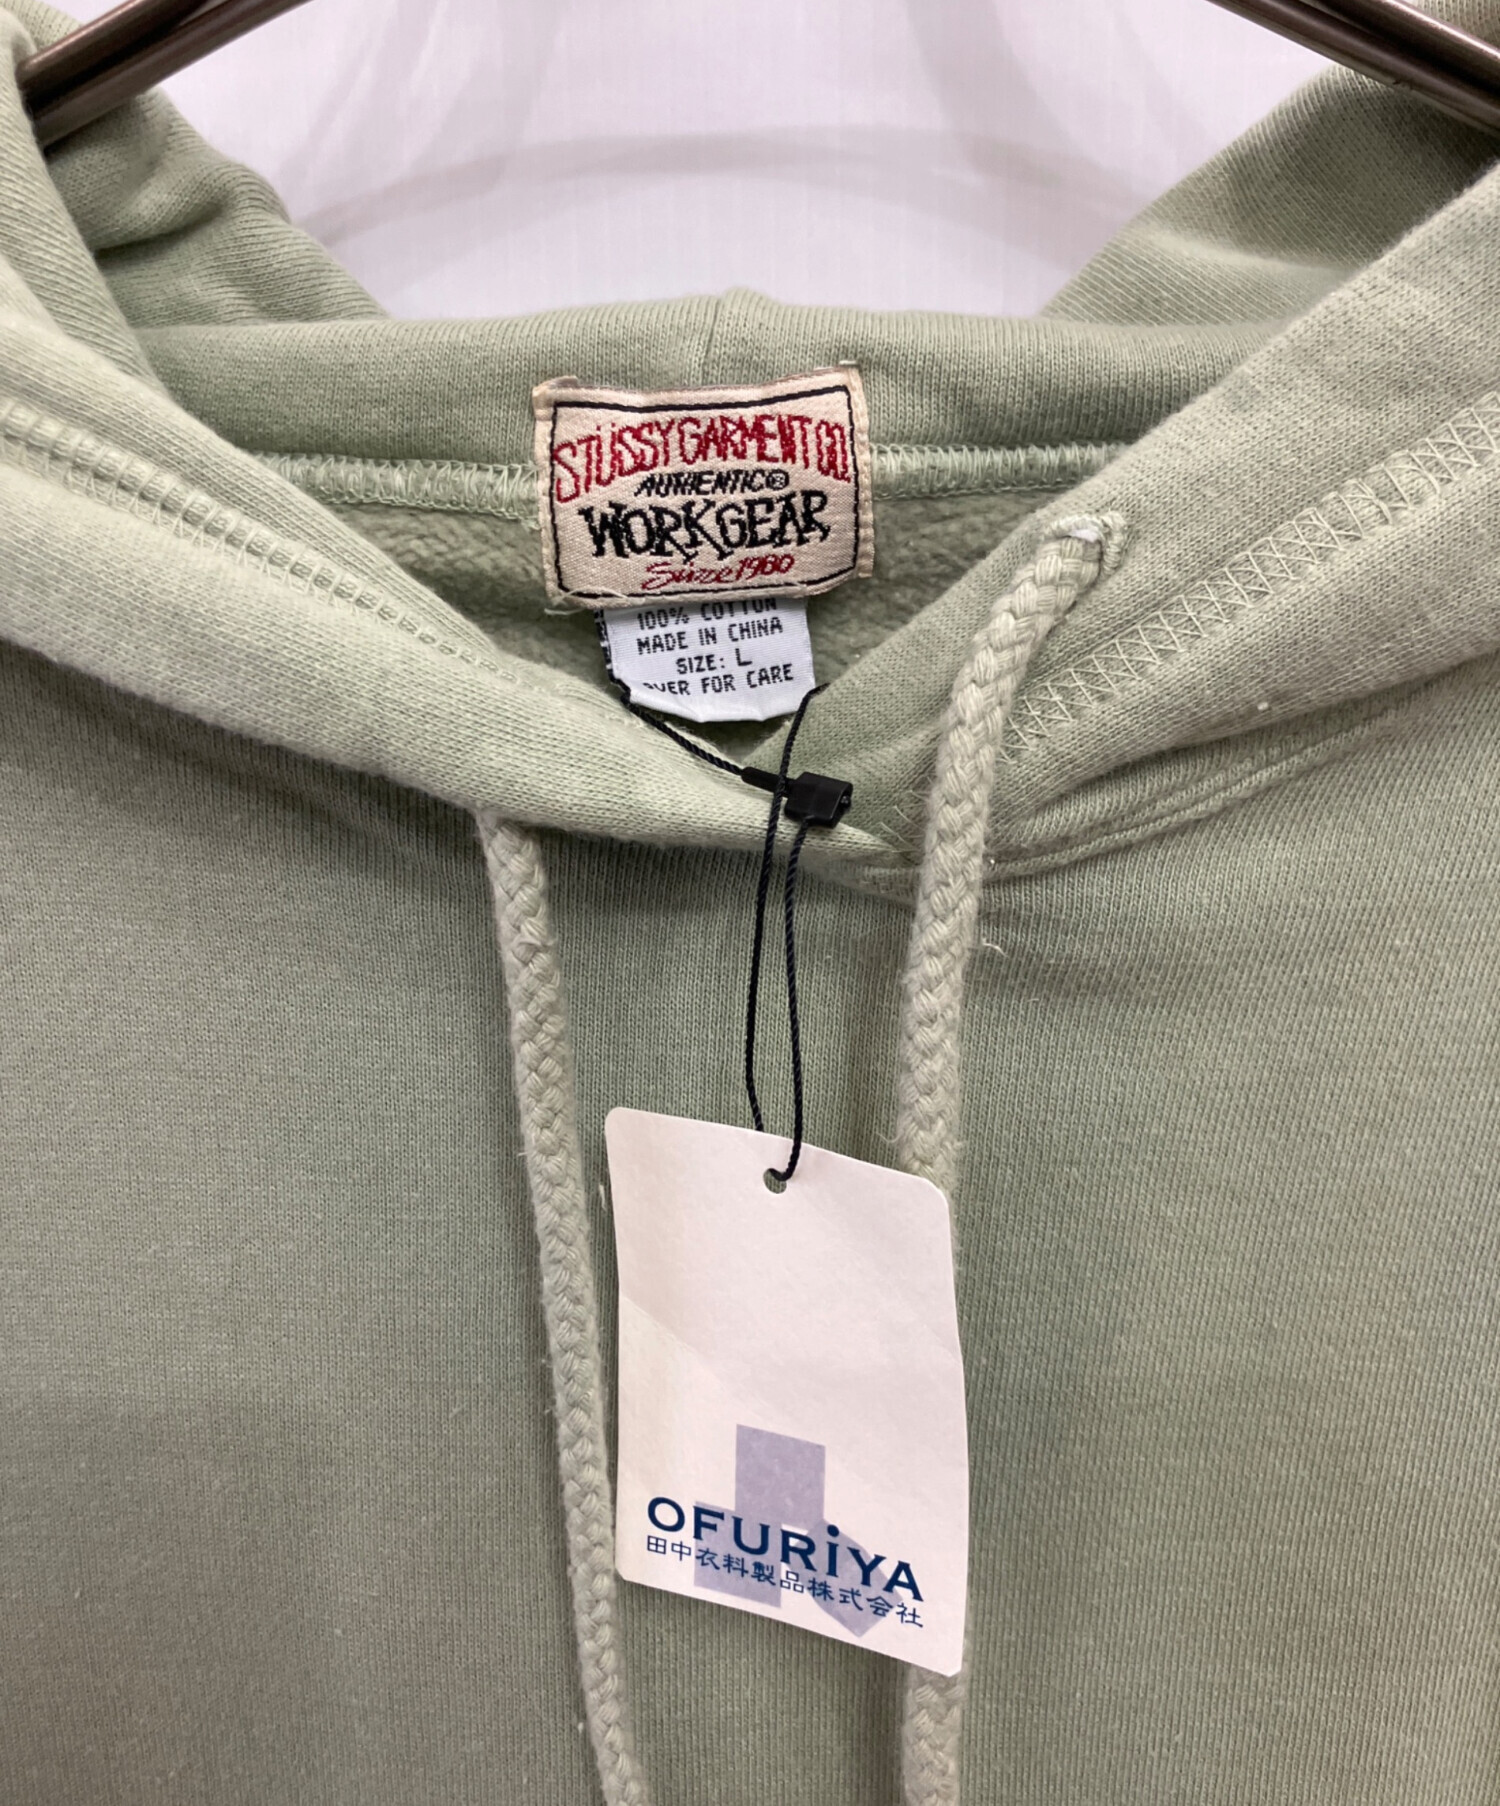 STÜSSY GARMENT CO.
AUTHENTIC®
WORKGEAR
Since 1980
100% COTTON
MADE IN CHINA
SIZE: L
OVER FOR CARE
OFURiYA
田中衣料製品株式会社